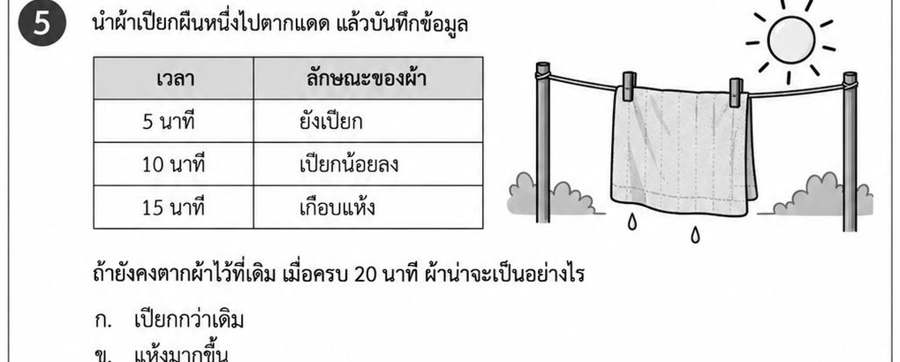 5 นำผ้าเปียกผืนหนึ่งไปตากแดด แล้วบันทึกข้อมูล
เวลา ลักษณะของผ้า
5 นาที ยังเปียก
10 นาที เปียกน้อยลง
15 นาที เกือบแห้ง
ถ้ายังคงตากผ้าไว้ที่เดิม เมื่อครบ 20 นาที ผ้าน่าจะเป็นอย่างไร
ก. เปียกกว่าเดิม
ข. แห้งมากขึ้น